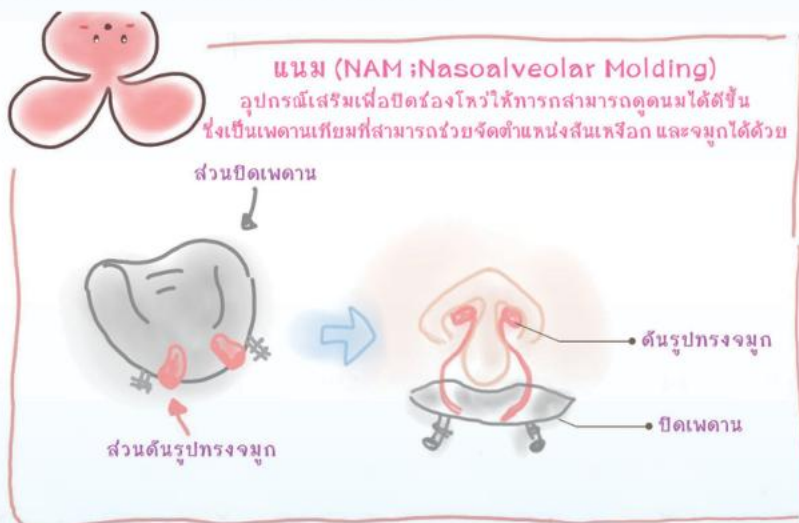 แนม (NAM ;Nasoalveolar Molding)
อุปกรณ์เสริมเพื่อปิดช่องโหว่ให้ทารกสามารถดูดนมได้ดีขึ้น
ซึ่งเป็นเพดานเทียมที่สามารถช่วยจัดตำแหน่งสันเหงือก และจมูกได้ด้วย
ส่วนปิดเพดาน
ดันรูปทรงจมูก
ปิดเพดาน
ส่วนดันรูปทรงจมูก